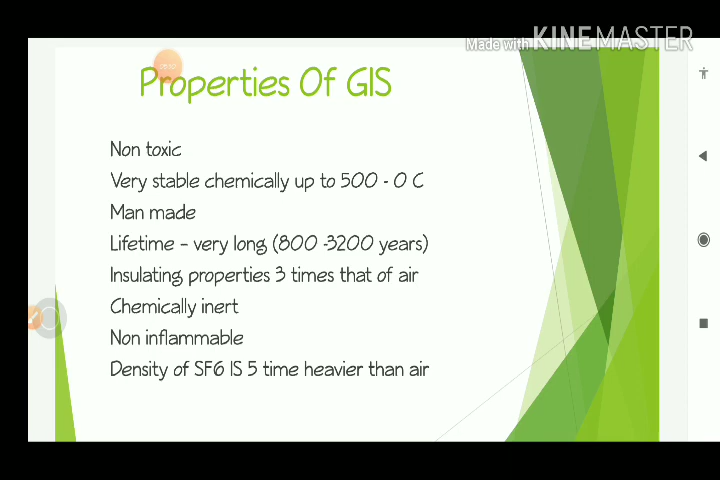 Made with KINEMASTER
Properties Of GIS
Non toxic
Very stable chemically up to 500 - 0 C
Man made
Lifetime - very long (800 -3200 years)
Insulating properties 3 times that of air
Chemically inert
Non inflammable
Density of SF6 IS 5 time heavier than air